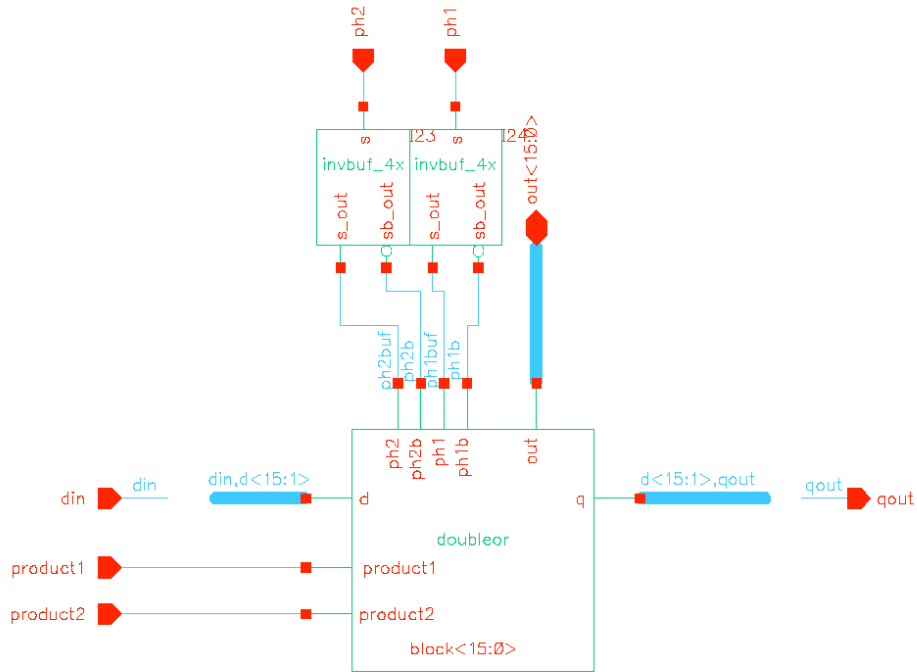 ph2
ph1
s
I23
s
I24
invbuf_4x
invbuf_4x
out<15:0>
s_out
sb_out
s_out
sb_out
ph2buf
ph2b
ph1buf
ph1b
ph2
ph2b
ph1
ph1b
out
din
din
din,d<15:1>
d
q
d<15:1>,qout
qout
qout
doubleor
product1
product1
product2
product2
block<15:0>